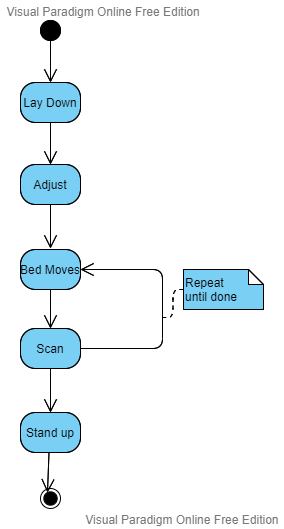 Visual Paradigm Online Free Edition
Lay Down
Adjust
Bed Moves
Repeat
until done
Scan
Stand up
Visual Paradigm Online Free Edition